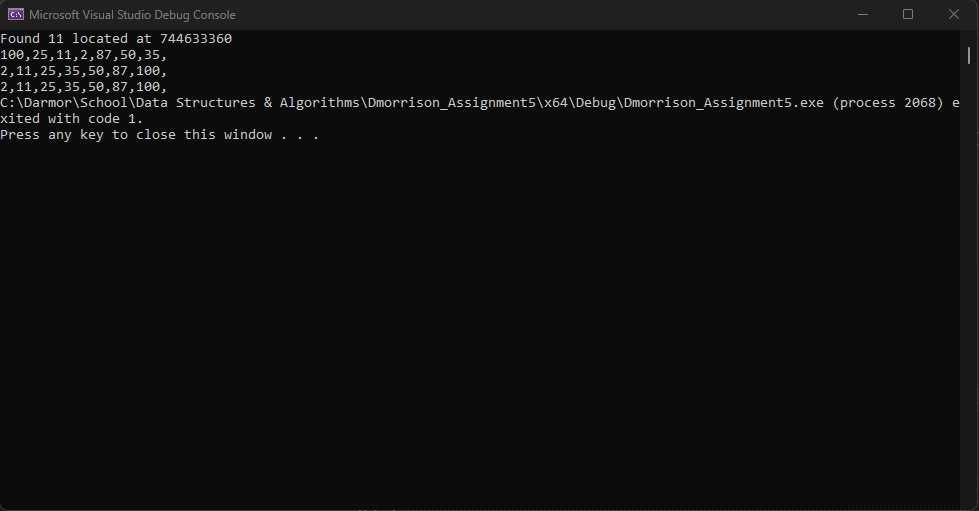 Microsoft Visual Studio Debug Console
Found 11 located at 744633360
100,25,11,2,87,50,35,
2,11,25,35,50,87,100,
2,11,25,35,50,87,100,
C:\Darmor\School\Data Structures & Algorithms\Dmorrison_Assignment5\x64\Debug\Dmorrison_Assignment5.exe (process 2068) e
xited with code 1.
Press any key to close this window . . .